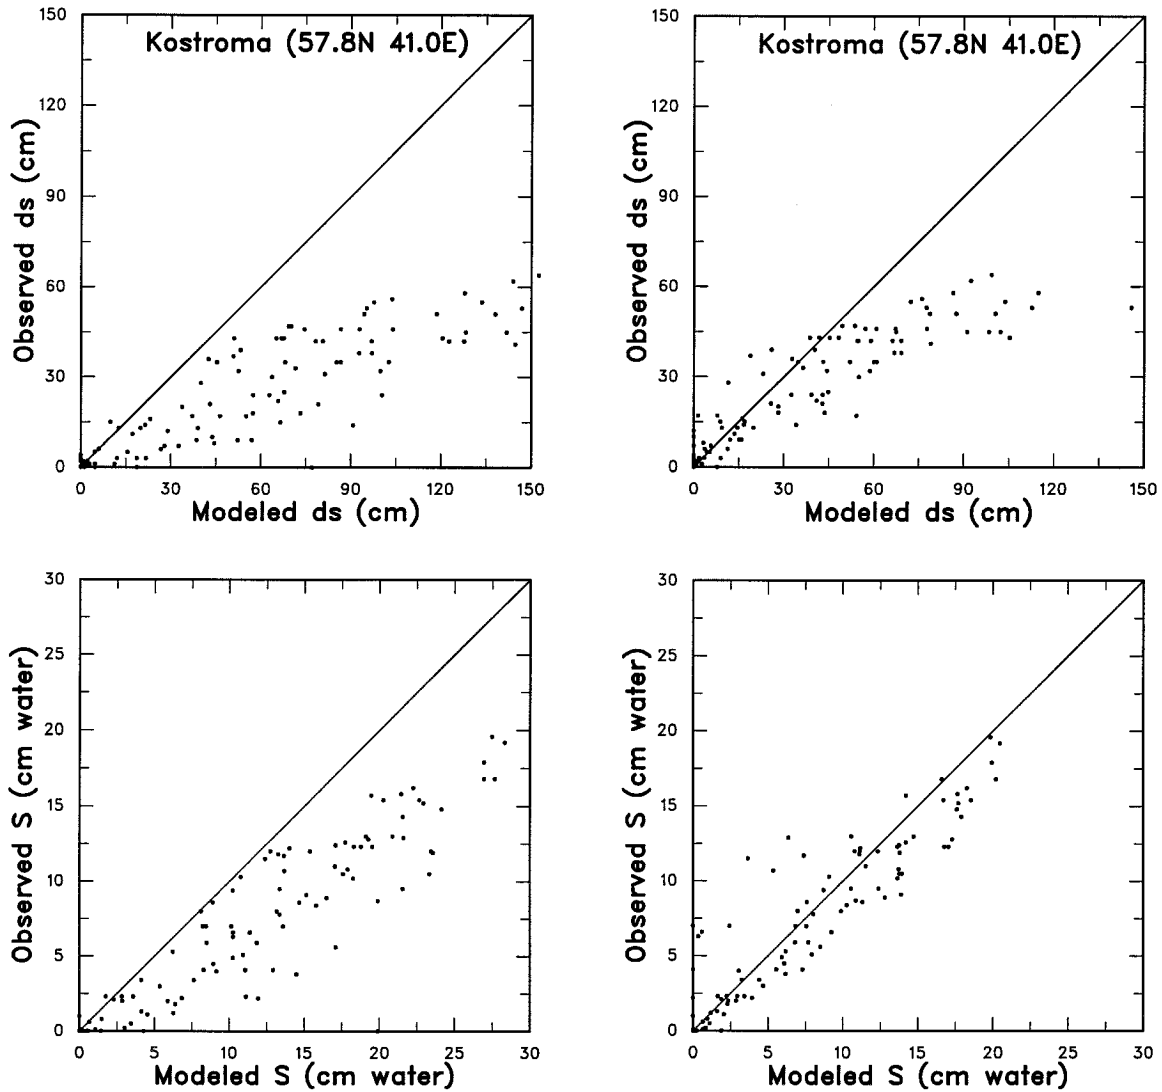 150
Kostroma (57.8N 41.0E)
120
90
60
30
0
Observed ds (cm)
0 30 60 90 120 152
Modeled ds (cm)
150
Kostroma (57.8N 41.0E)
120
90
60
30
0
Observed ds (cm)
0 30 60 90 120 150
Modeled ds (cm)
30
25
20
15
10
5
0
Observed S (cm water)
0 5 10 15 20 25 30
Modeled S (cm water)
30
25
20
15
10
5
0
Observed S (cm water)
0 5 10 15 20 25 30
Modeled S (cm water)